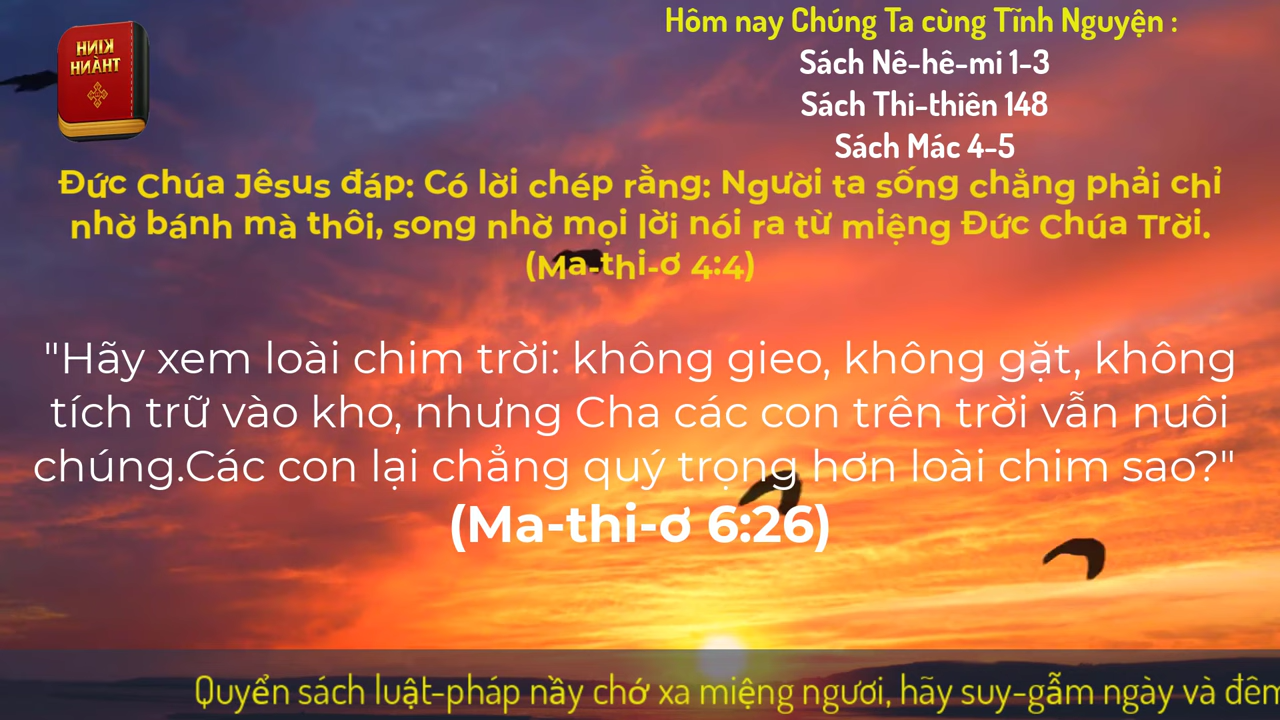 KINH
THÁNH
Hôm nay Chúng Ta cùng Tĩnh Nguyện :
Sách Nê-hê-mi 1-3
Sách Thi-thiên 148
Sách Mác 4-5
Đức Chúa Jêsus đáp: Có lời chép rằng: Người ta sống chẳng phải chỉ
nhờ bánh mà thôi, song nhờ mọi lời nói ra từ miệng Đức Chúa Trời.
(Ma-thi-ơ 4:4)
"Hãy xem loài chim trời: không gieo, không gặt, không
tích trữ vào kho, nhưng Cha các con trên trời vẫn nuôi
chúng.Các con lại chẳng quý trọng hơn loài chim sao?"
(Ma-thi-ơ 6:26)
Quyển sách luật-pháp nầy chớ xa miệng ngươi, hãy suy-gẫm ngày và đêm